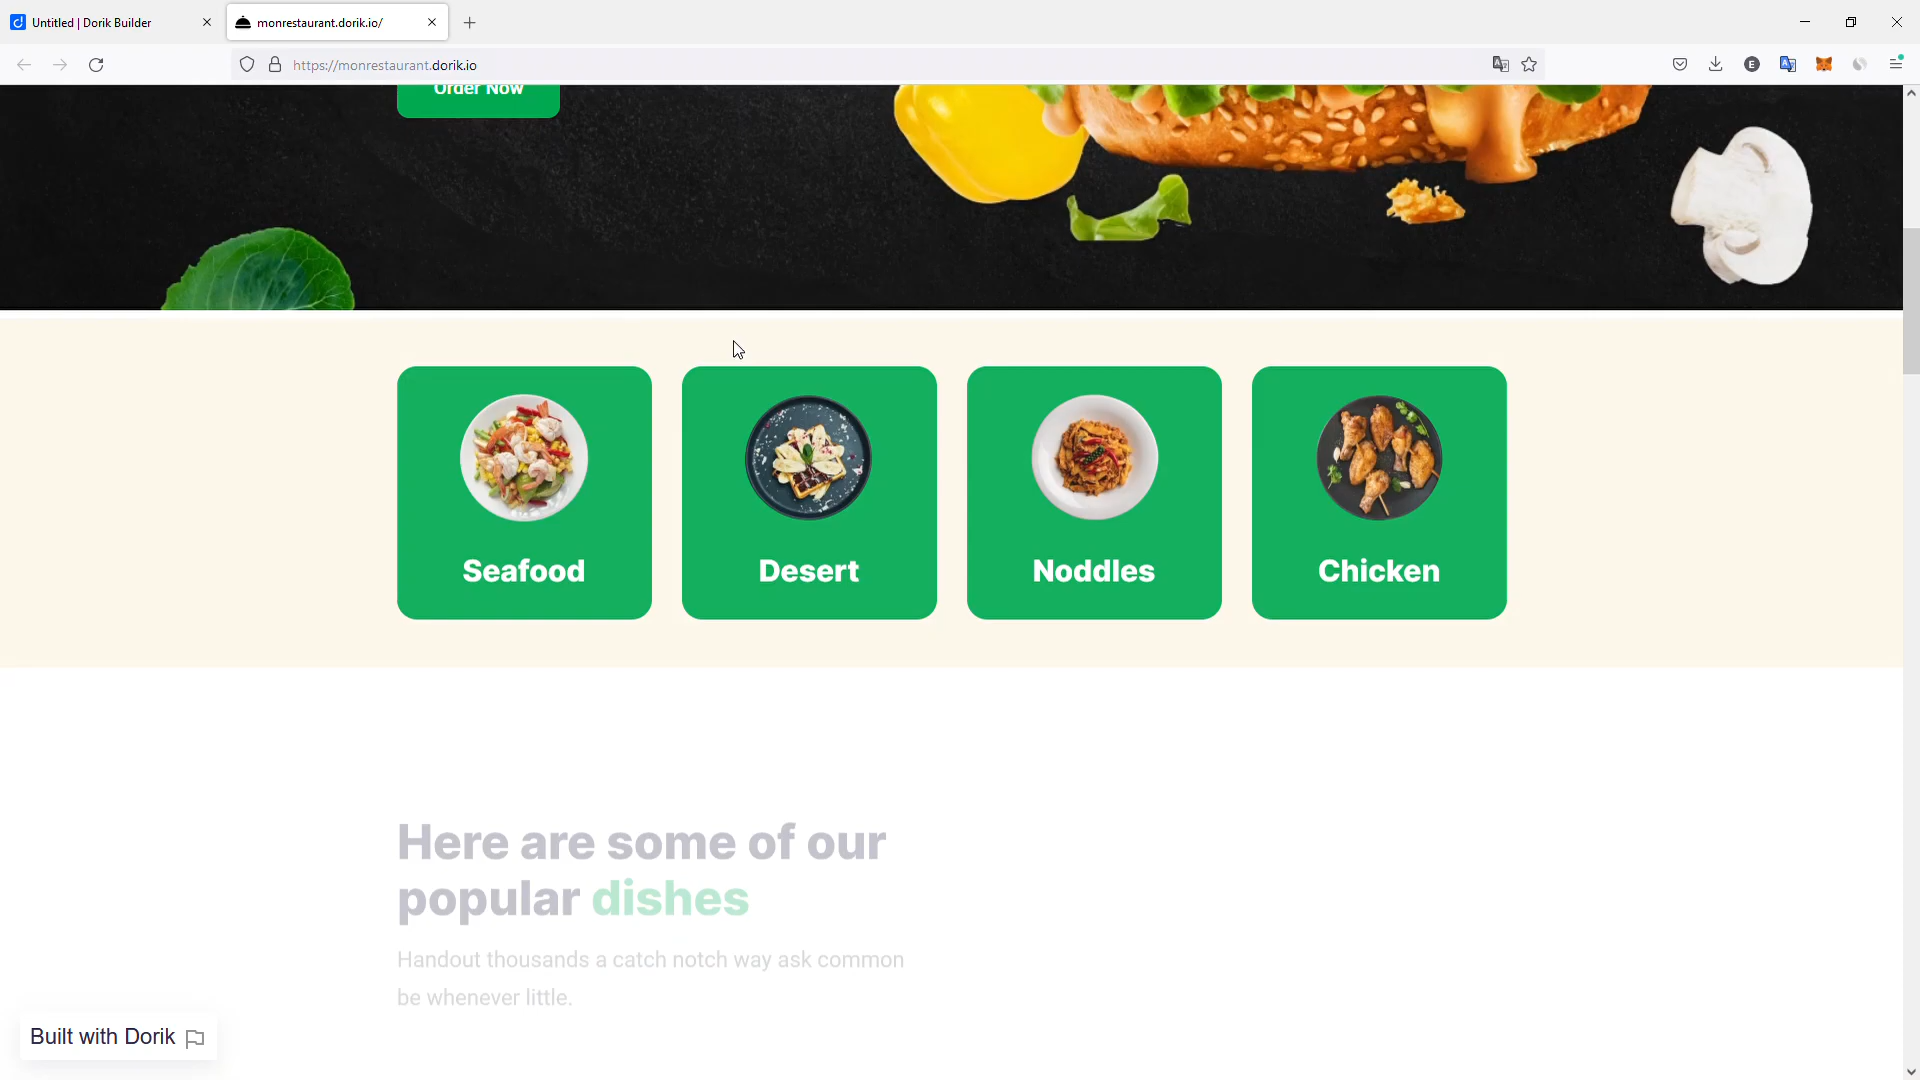 Untitled | Dorik Builder
monrestaurant.dorik.io/
https://monrestaurant.dorik.io
Order Now
Seafood
Desert
Noddles
Chicken
Here are some of our
popular dishes
Handout thousands a catch notch way ask common
be whenever little.
Built with Dorik